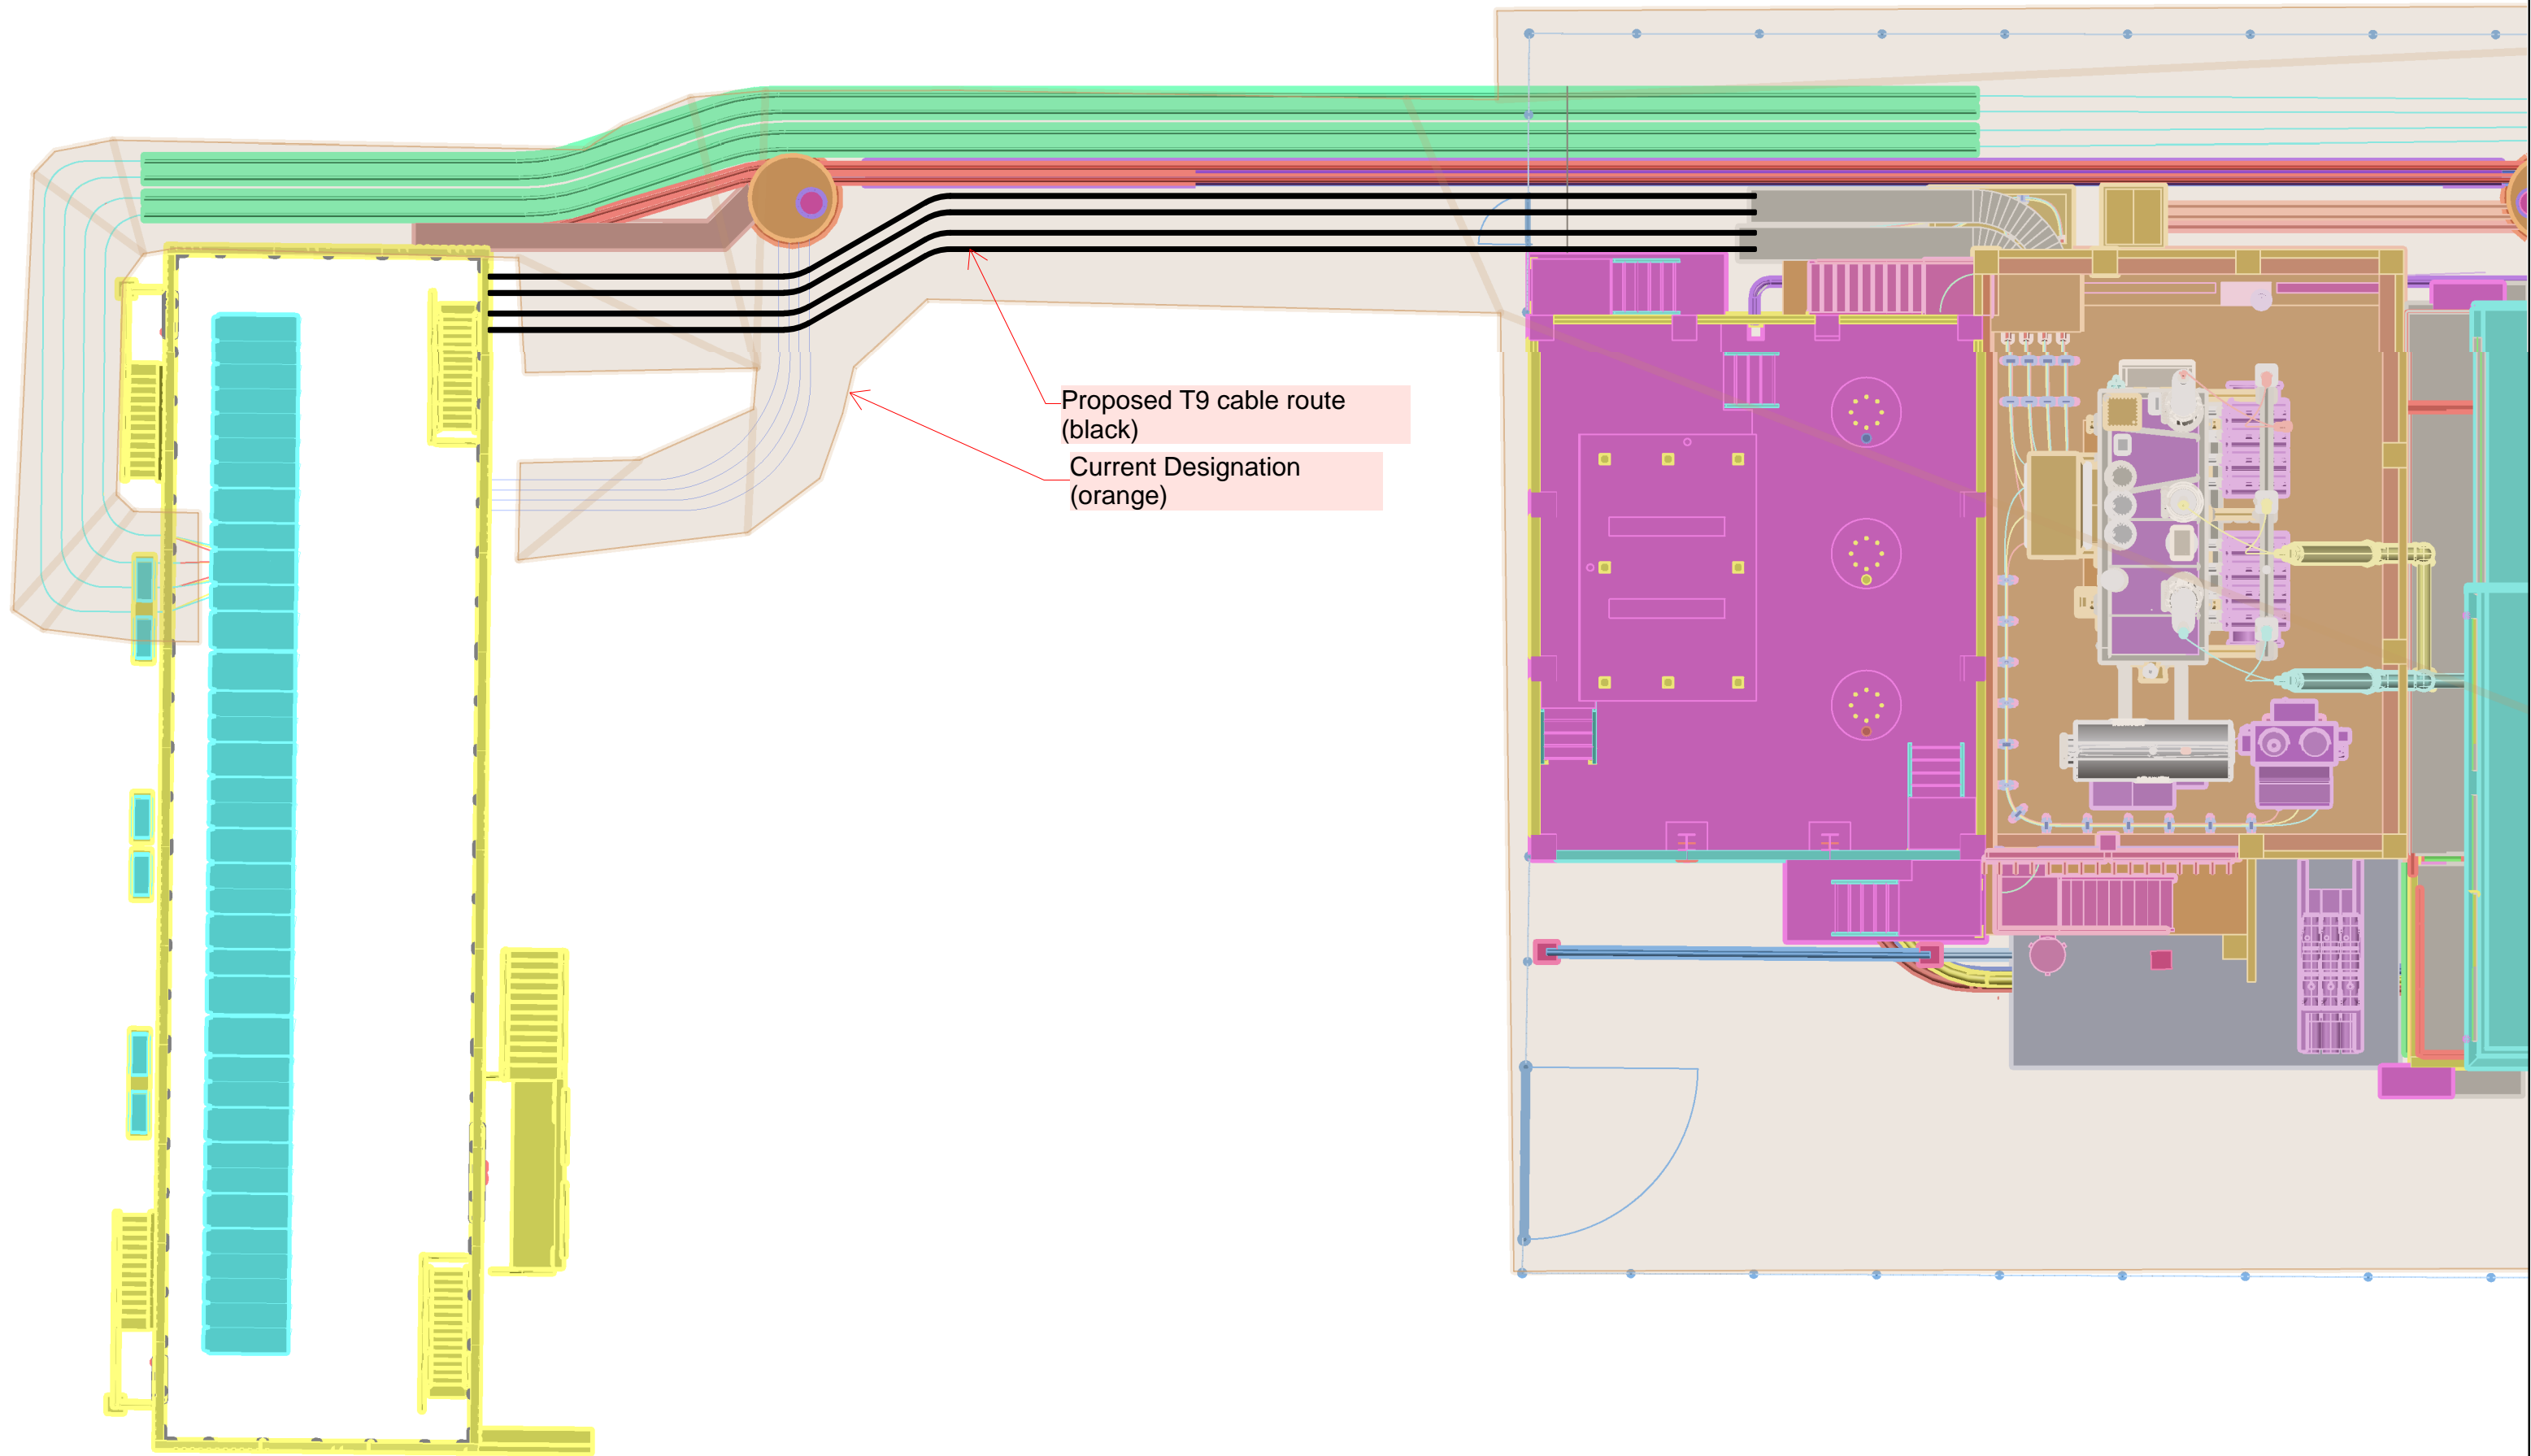 Proposed T9 cable route
(black)
Current Designation
(orange)